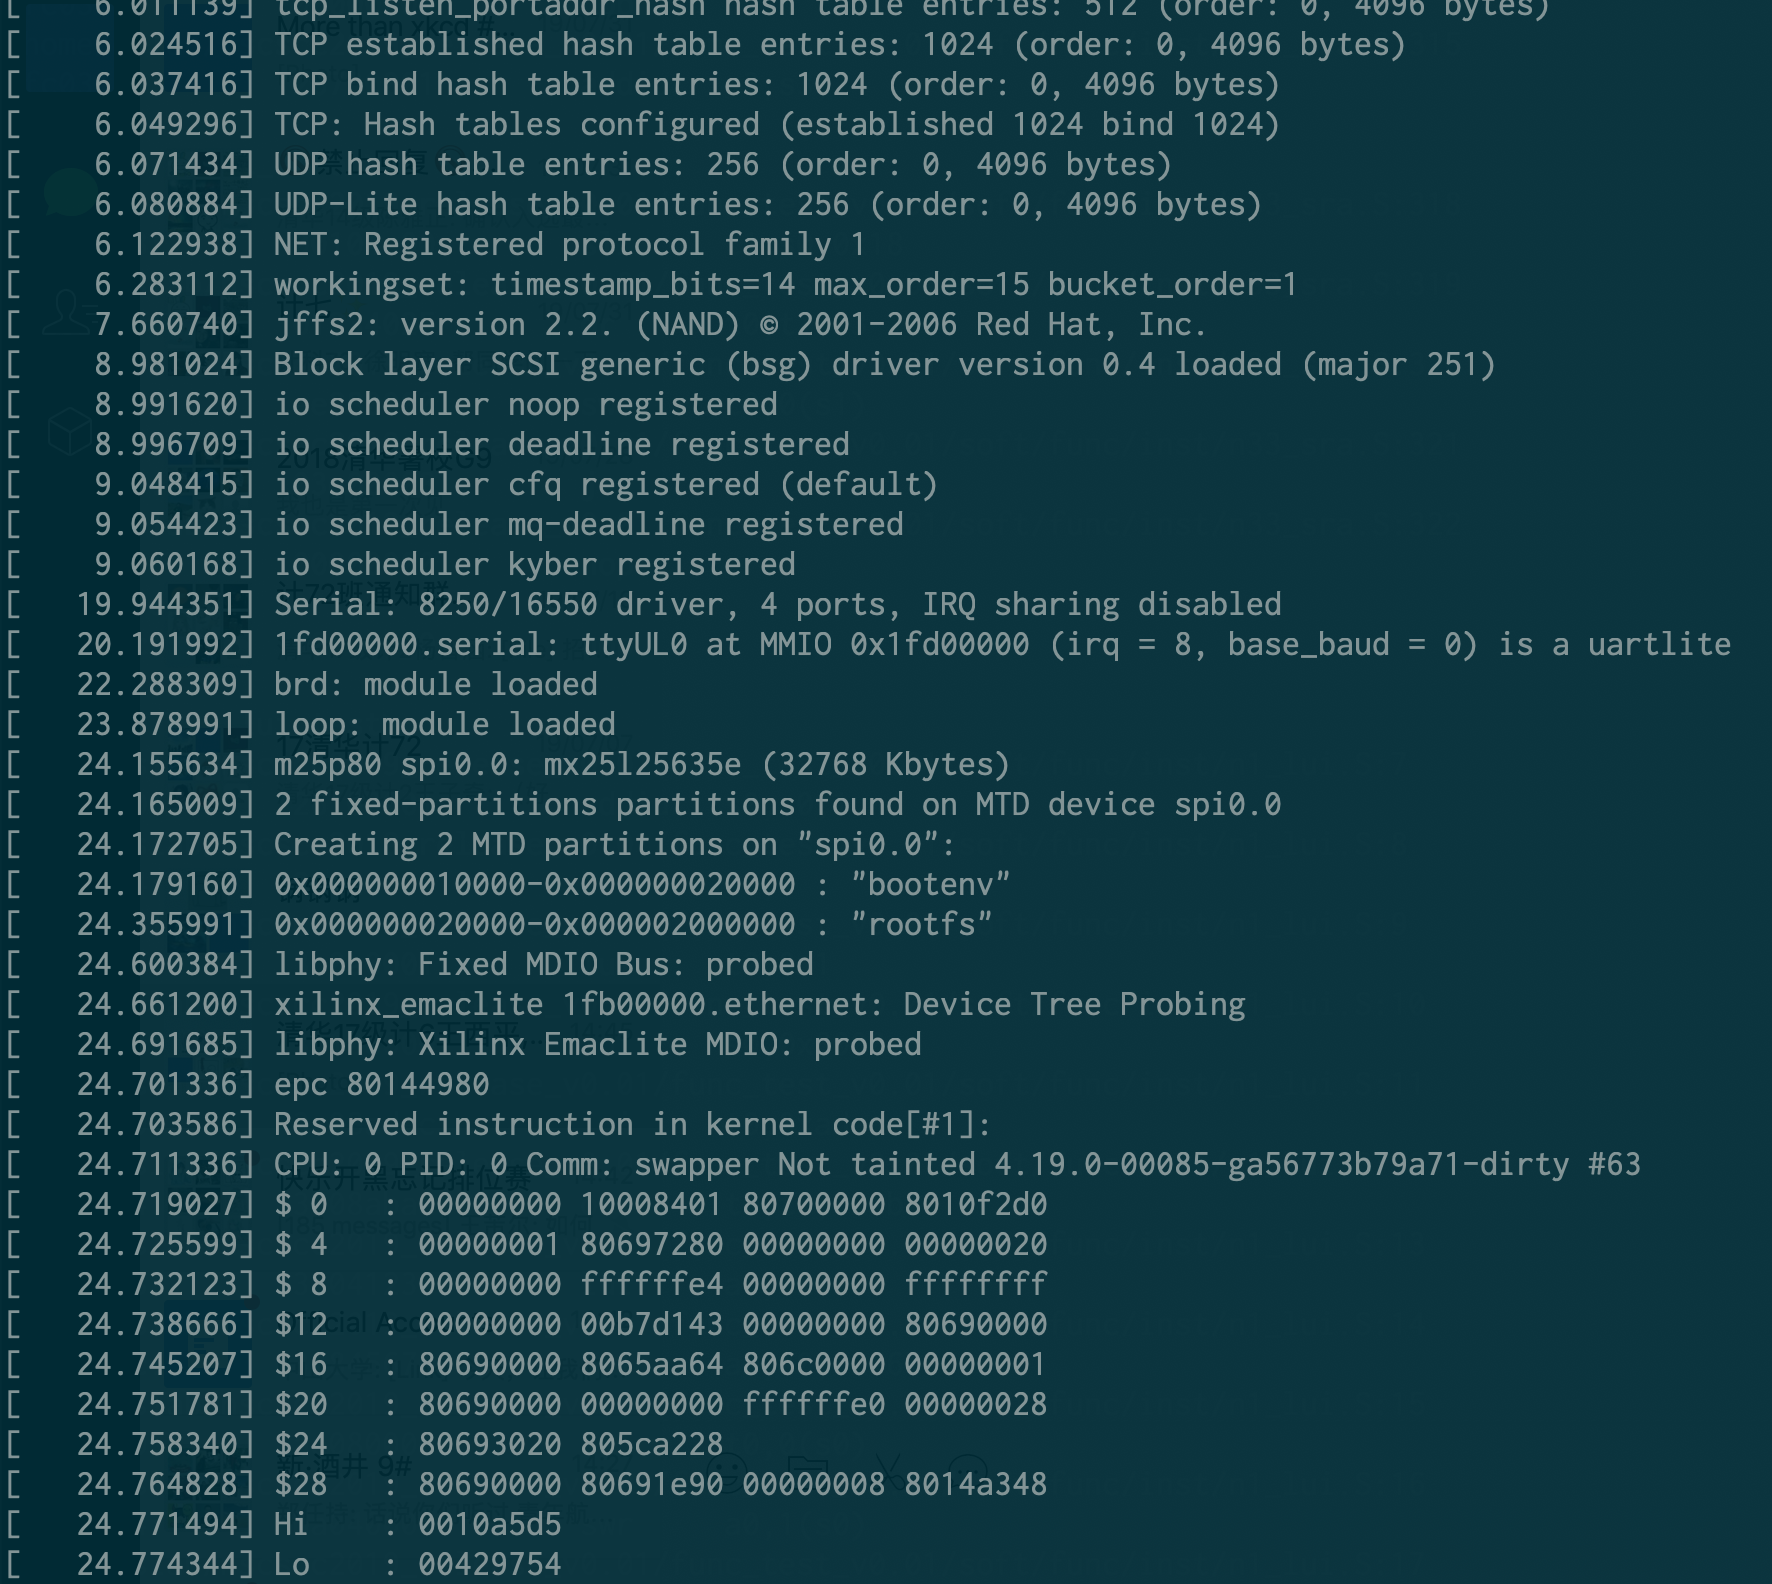 [    6.011139] tcp_listen_portaddr_hash hash table entries: 512 (order: 0, 4096 bytes)
[    6.024516] TCP established hash table entries: 1024 (order: 0, 4096 bytes)
[    6.037416] TCP bind hash table entries: 1024 (order: 0, 4096 bytes)
[    6.049296] TCP: Hash tables configured (established 1024 bind 1024)
[    6.071434] UDP hash table entries: 256 (order: 0, 4096 bytes)
[    6.080884] UDP-Lite hash table entries: 256 (order: 0, 4096 bytes)
[    6.122938] NET: Registered protocol family 1
[    6.283112] workingset: timestamp_bits=14 max_order=15 bucket_order=1
[    7.660740] jffs2: version 2.2. (NAND) © 2001-2006 Red Hat, Inc.
[    8.981024] Block layer SCSI generic (bsg) driver version 0.4 loaded (major 251)
[    8.991620] io scheduler noop registered
[    8.996709] io scheduler deadline registered
[    9.048415] io scheduler cfq registered (default)
[    9.054423] io scheduler mq-deadline registered
[    9.060168] io scheduler kyber registered
[   19.944351] Serial: 8250/16550 driver, 4 ports, IRQ sharing disabled
[   20.191992] 1fd00000.serial: ttyUL0 at MMIO 0x1fd00000 (irq = 8, base_baud = 0) is a uartlite
[   22.288309] brd: module loaded
[   23.878991] loop: module loaded
[   24.155634] m25p80 spi0.0: mx25l25635e (32768 Kbytes)
[   24.165009] 2 fixed-partitions partitions found on MTD device spi0.0
[   24.172705] Creating 2 MTD partitions on "spi0.0":
[   24.179160] 0x000000010000-0x000000020000 : "bootenv"
[   24.355991] 0x000000020000-0x000002000000 : "rootfs"
[   24.600384] libphy: Fixed MDIO Bus: probed
[   24.661200] xilinx_emaclite 1fb00000.ethernet: Device Tree Probing
[   24.691685] libphy: Xilinx Emaclite MDIO: probed
[   24.701336] epc 80144980
[   24.703586] Reserved instruction in kernel code[#1]:
[   24.711336] CPU: 0 PID: 0 Comm: swapper Not tainted 4.19.0-00085-ga56773b79a71-dirty #63
[   24.719027] $ 0   : 00000000 10008401 80700000 8010f2d0
[   24.725599] $ 4   : 00000001 80697280 00000000 00000020
[   24.732123] $ 8   : 00000000 ffffffe4 00000000 ffffffff
[   24.738666] $12   : 00000000 00b7d143 00000000 80690000
[   24.745207] $16   : 80690000 8065aa64 806c0000 00000001
[   24.751781] $20   : 80690000 00000000 ffffffe0 00000028
[   24.758340] $24   : 80693020 805ca228
[   24.764828] $28   : 80690000 80691e90 00000008 8014a348
[   24.771494] Hi    : 0010a5d5
[   24.774344] Lo    : 00429754